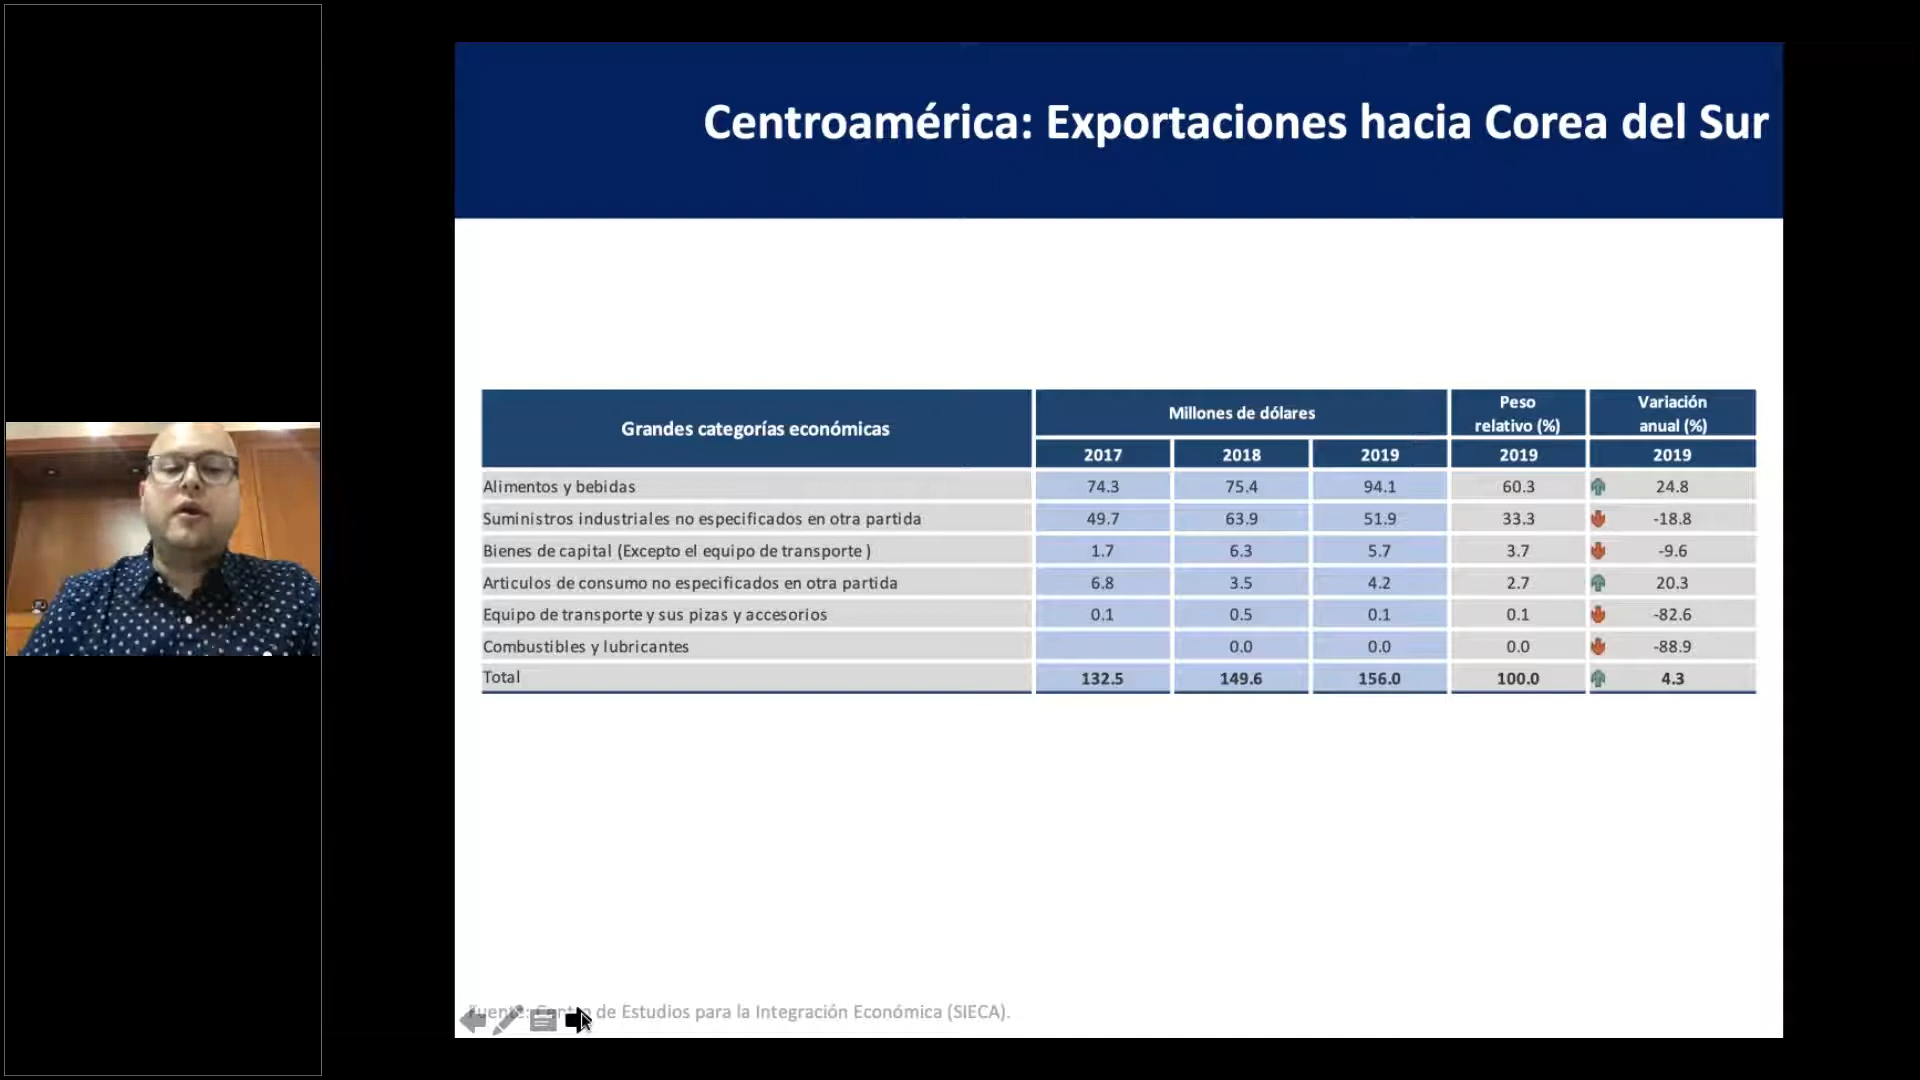 Centroamérica: Exportaciones hacia Corea del Sur
Grandes categorías económicas
Millones de dólares
Peso
relativo (%)
Variación
anual (%)
2017 2018 2019 2019 2019
Alimentos y bebidas 74.3 75.4 94.1 60.3 24.8
Suministros industriales no especificados en otra partida 49.7 63.9 51.9 33.3 -18.8
Bienes de capital (Excepto el equipo de transporte ) 1.7 6.3 5.7 3.7 -9.6
Articulos de consumo no especificados en otra partida 6.8 3.5 4.2 2.7 20.3
Equipo de transporte y sus pizas y accesorios 0.1 0.5 0.1 0.1 -82.6
Combustibles y lubricantes 0.0 0.0 0.0 -88.9
Total 132.5 149.6 156.0 100.0 4.3
Fuente: Centro de Estudios para la Integración Económica (SIECA).